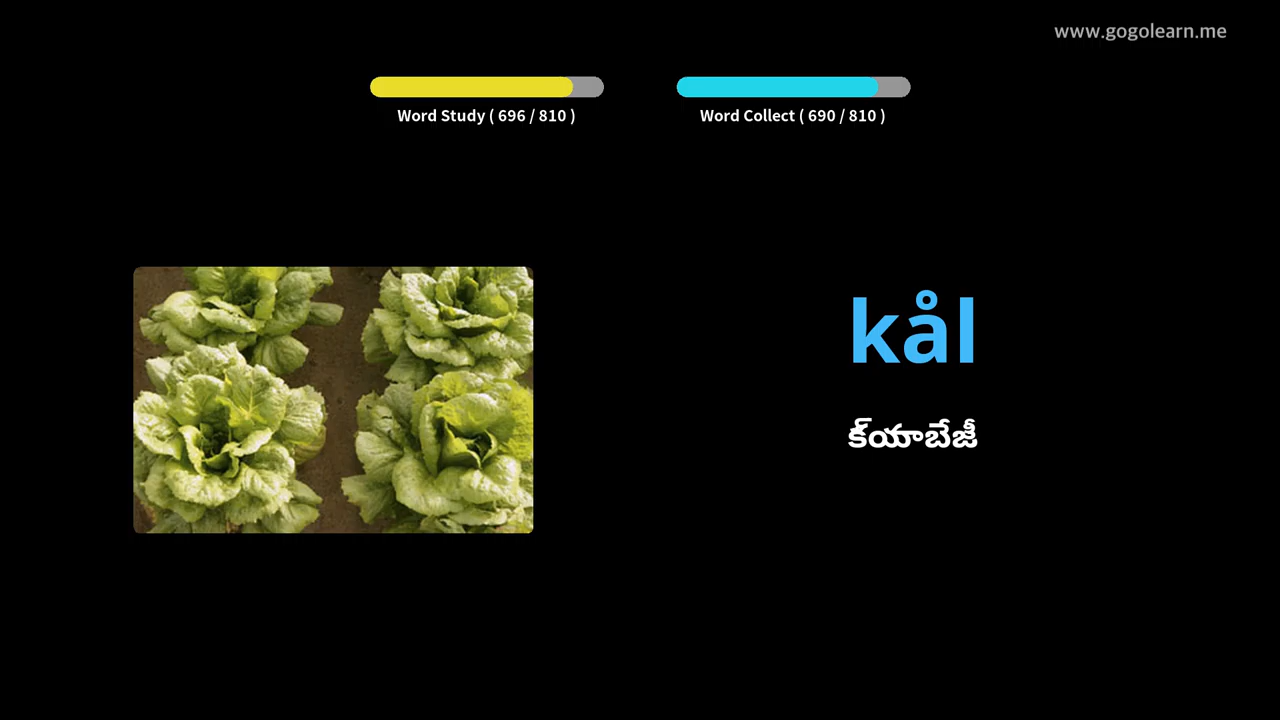 www.gogolearn.me
Word Study ( 696 / 810 )
Word Collect ( 690 / 810 )
kål
క్‌యాబేజీ